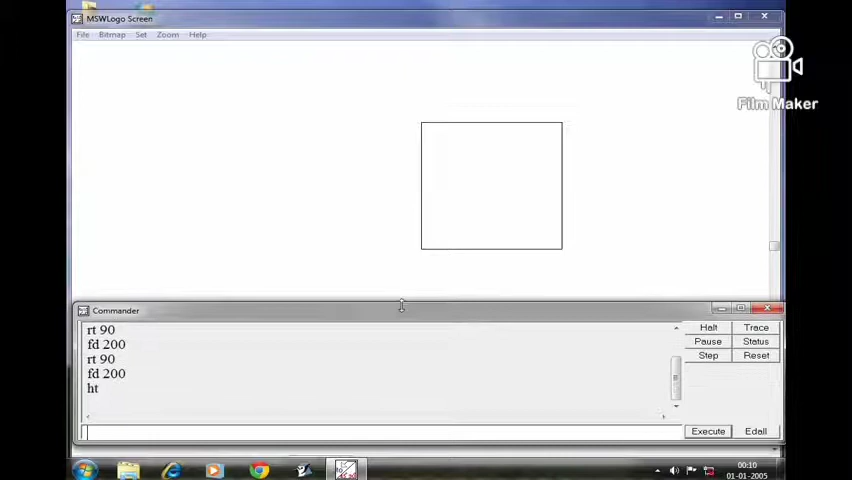 MSWLogo Screen
File Bitmap Set Zoom Help
Film Maker
Commander
rt 90
fd 200
rt 90
fd 200
ht
Halt Trace
Pause Status
Step Reset
Execute Edall
00:10
01-01-2005